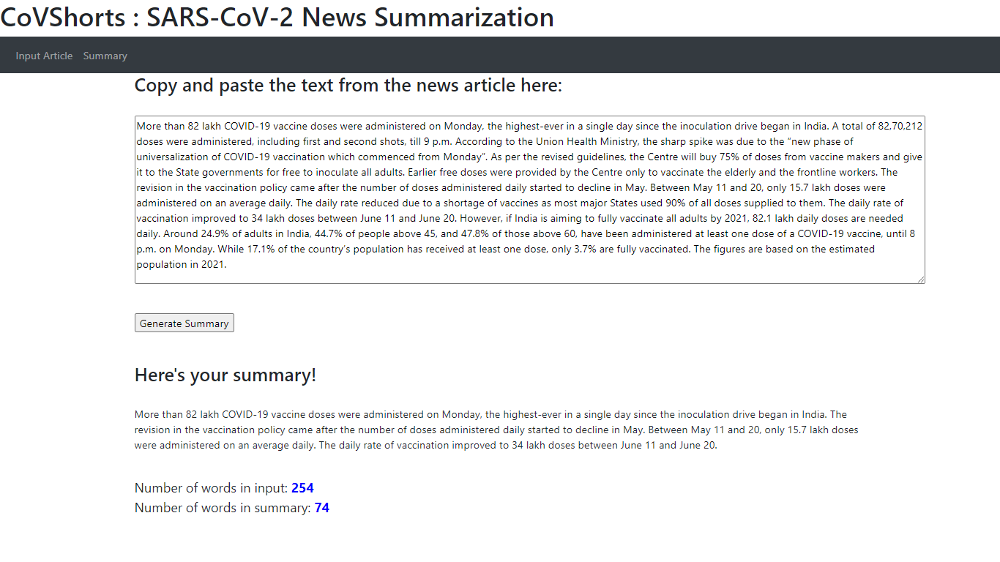 CoVShorts : SARS-CoV-2 News Summarization
Input Article Summary
Copy and paste the text from the news article here:
More than 82 lakh COVID-19 vaccine doses were administered on Monday, the highest-ever in a single day since the inoculation drive began in India. A total of 82,70,212
doses were administered, including first and second shots, till 9 p.m. According to the Union Health Ministry, the sharp spike was due to the “new phase of
universalization of COVID-19 vaccination which commenced from Monday”. As per the revised guidelines, the Centre will buy 75% of doses from vaccine makers and give
it to the State governments for free to inoculate all adults. Earlier free doses were provided by the Centre only to vaccinate the elderly and the frontline workers. The
revision in the vaccination policy came after the number of doses administered daily started to decline in May. Between May 11 and 20, only 15.7 lakh doses were
administered on an average daily. The daily rate reduced due to a shortage of vaccines as most major States used 90% of all doses supplied to them. The daily rate of
vaccination improved to 34 lakh doses between June 11 and June 20. However, if India is aiming to fully vaccinate all adults by 2021, 82.1 lakh daily doses are needed
daily. Around 24.9% of adults in India, 44.7% of people above 45, and 47.8% of those above 60, have been administered at least one dose of a COVID-19 vaccine, until 8
p.m. on Monday. While 17.1% of the country’s population has received at least one dose, only 3.7% are fully vaccinated. The figures are based on the estimated
population in 2021.
Generate Summary
Here's your summary!
More than 82 lakh COVID-19 vaccine doses were administered on Monday, the highest-ever in a single day since the inoculation drive began in India. The
revision in the vaccination policy came after the number of doses administered daily started to decline in May. Between May 11 and 20, only 15.7 lakh doses
were administered on an average daily. The daily rate of vaccination improved to 34 lakh doses between June 11 and June 20.
Number of words in input: 254
Number of words in summary: 74